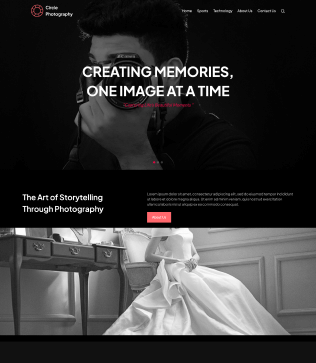 Circle
Photography
Home Sports Technology About Us Contact Us
CREATING MEMORIES,
ONE IMAGE AT A TIME
The Art of Storytelling
Through Photography
Lorem ipsum dolor sit amet, consectetur adipiscing elit, sed do eiusmod tempor incididunt
ut labore et dolore magna aliqua. Ut enim ad minim veniam, quis nostrud exercitation
ullamco laboris nisi ut aliquip ex ea commodo consequat.
About Us